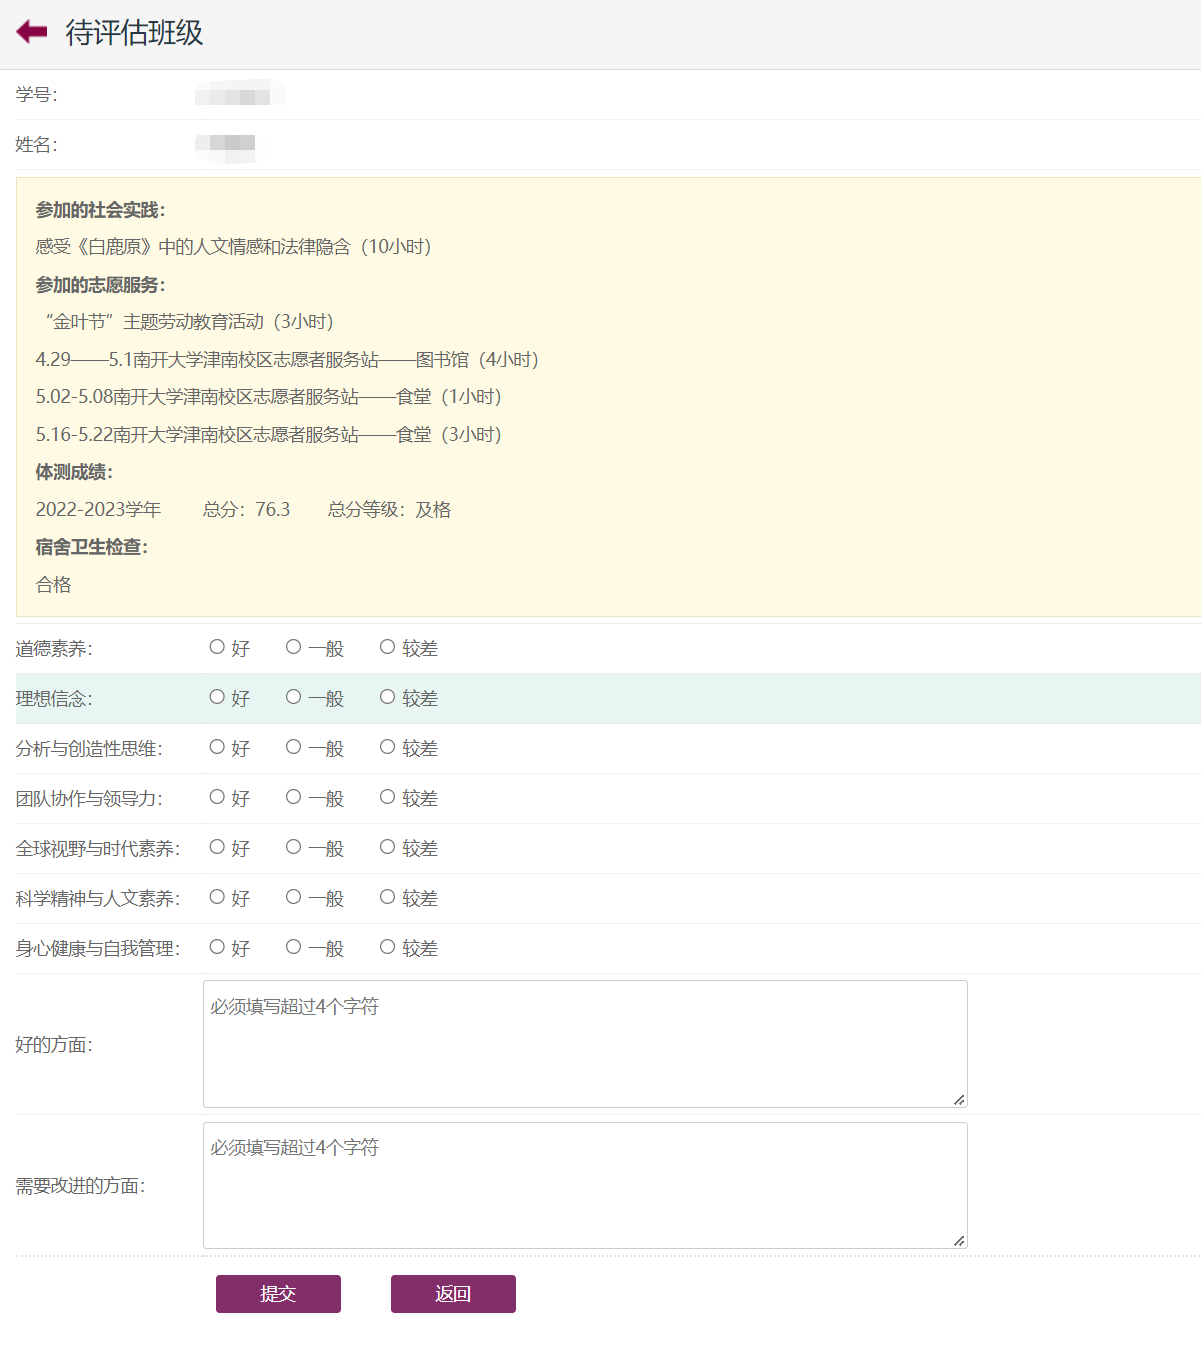 待评估班级
学号：
姓名：
参加的社会实践：
感受《白鹿原》中的人文情感和法律隐含（10小时）
参加的志愿服务：
“金叶节”主题劳动教育活动（3小时）
4.29——5.1南开大学津南校区志愿者服务站——图书馆（4小时）
5.02-5.08南开大学津南校区志愿者服务站——食堂（1小时）
5.16-5.22南开大学津南校区志愿者服务站——食堂（3小时）
体测成绩：
2022-2023学年 总分：76.3 总分等级：及格
宿舍卫生检查：
合格
道德素养： 好 一般 较差
理想信念： 好 一般 较差
分析与创造性思维： 好 一般 较差
团队协作与领导力： 好 一般 较差
全球视野与时代素养： 好 一般 较差
科学精神与人文素养： 好 一般 较差
身心健康与自我管理： 好 一般 较差
好的方面：
必须填写超过4个字符
需要改进的方面：
必须填写超过4个字符
提交 返回